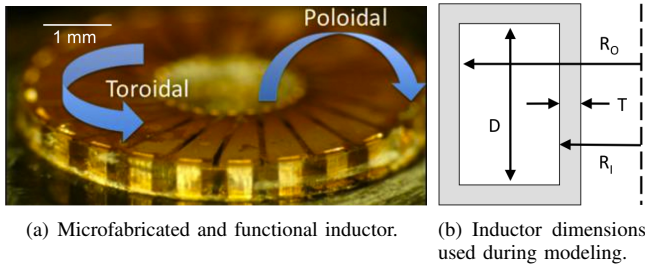 1 mm
Poloidal
Toroidal
R_O
T
D
R_I
(a) Microfabricated and functional inductor.
(b) Inductor dimensions
used during modeling.